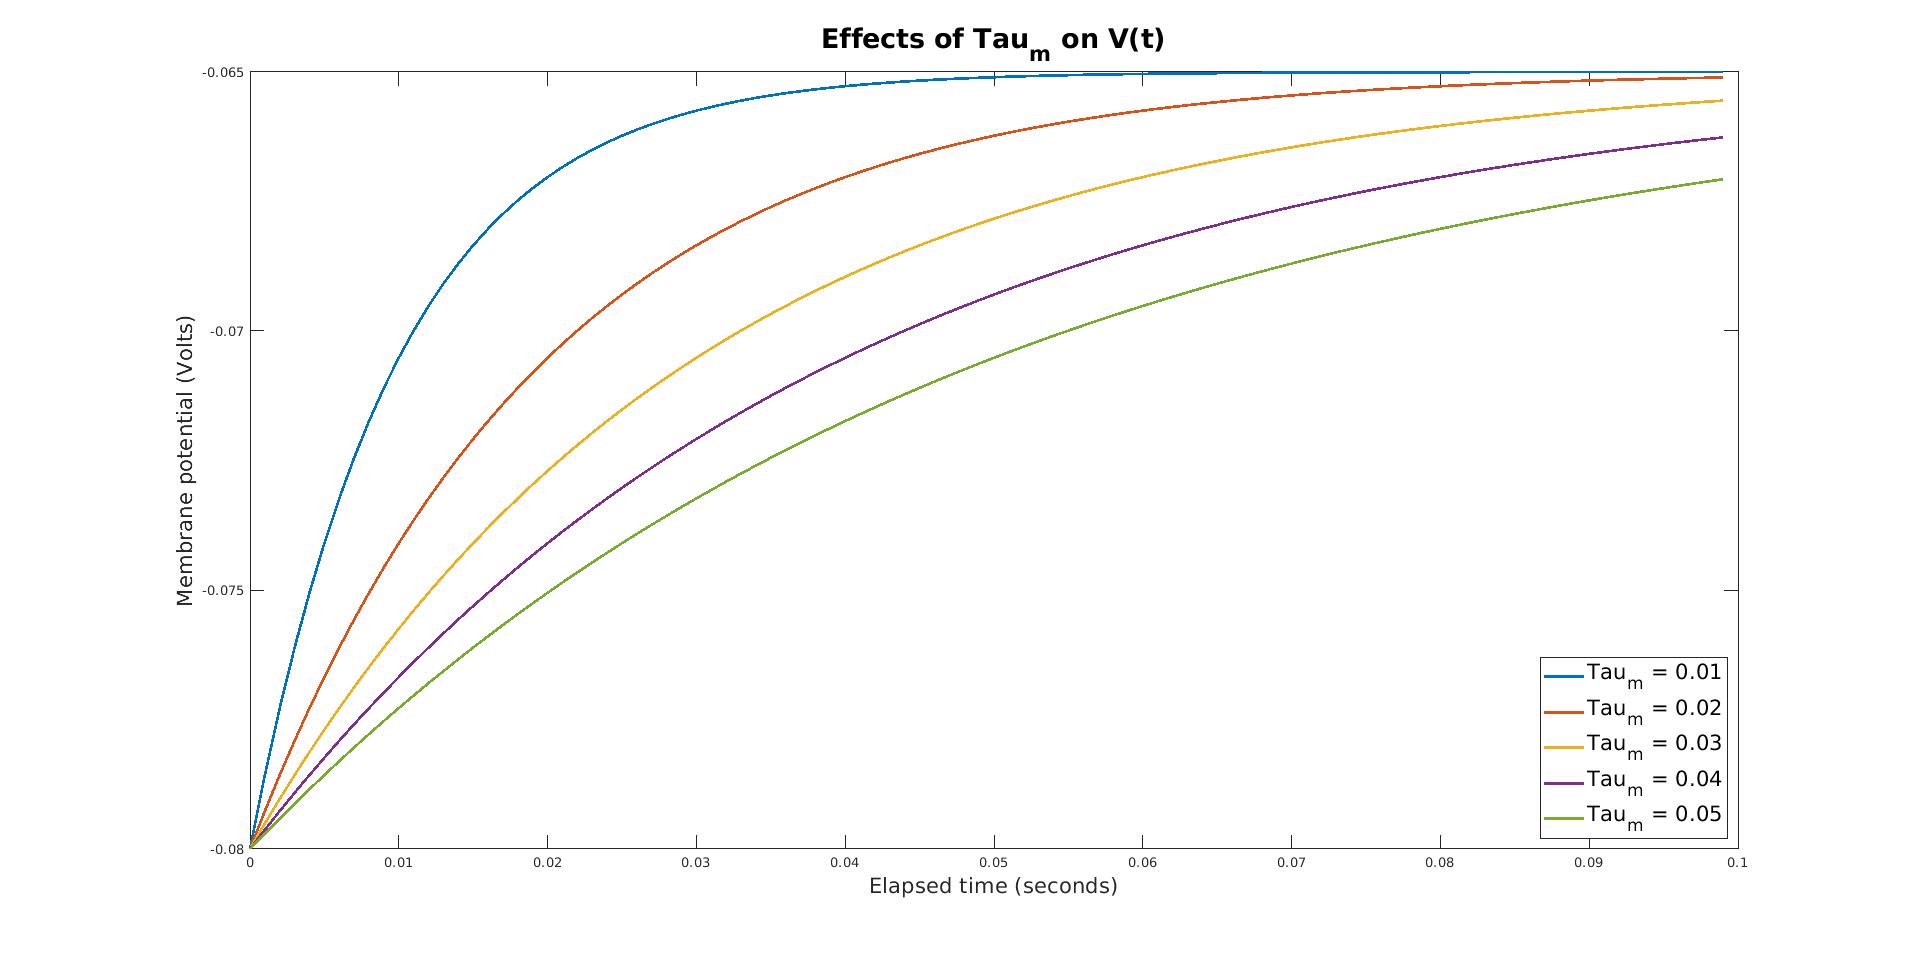 Effects of Tau_m on V(t)
-0.065
-0.07
-0.075
-0.08
Membrane potential (Volts)
0 0.01 0.02 0.03 0.04 0.05 0.06 0.07 0.08 0.09 0.1
Elapsed time (seconds)
Tau_m = 0.01
Tau_m = 0.02
Tau_m = 0.03
Tau_m = 0.04
Tau_m = 0.05